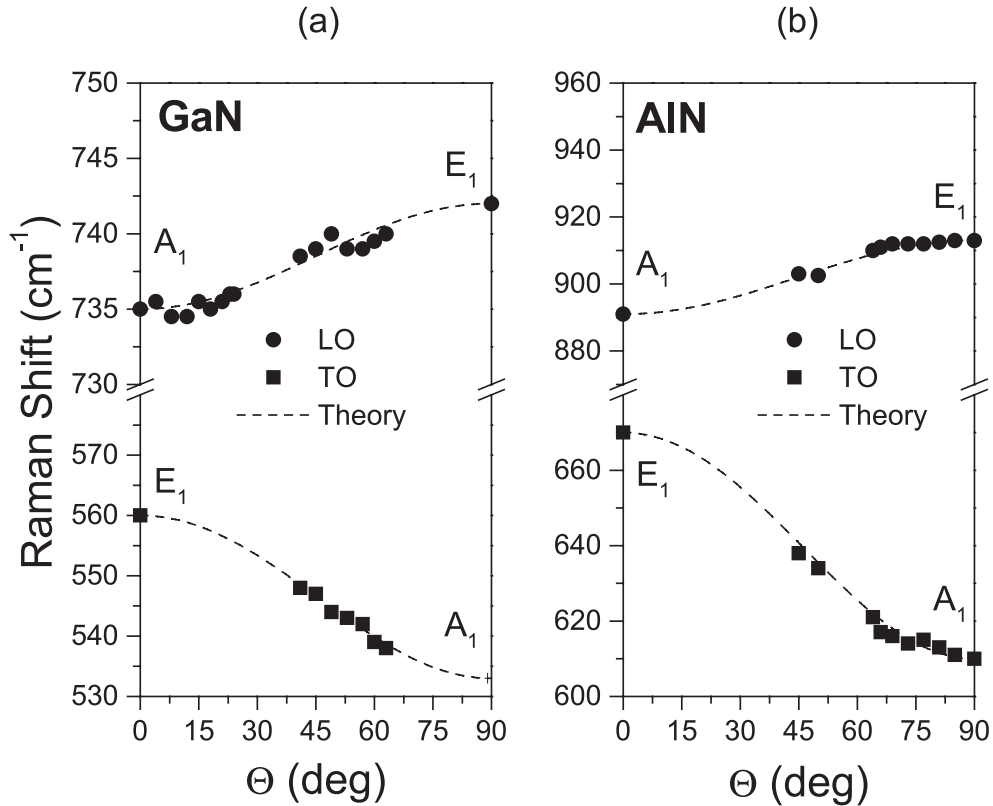 (a)
(b)
Raman Shift (cm⁻¹)
GaN
750
745
740
735
730
570
560
550
540
530
A₁
E₁
LO
TO
Theory
E₁
A₁
0 15 30 45 60 75 90
Θ (deg)
AlN
960
940
920
900
880
660
640
620
600
A₁
E₁
LO
TO
Theory
E₁
A₁
0 15 30 45 60 75 90
Θ (deg)